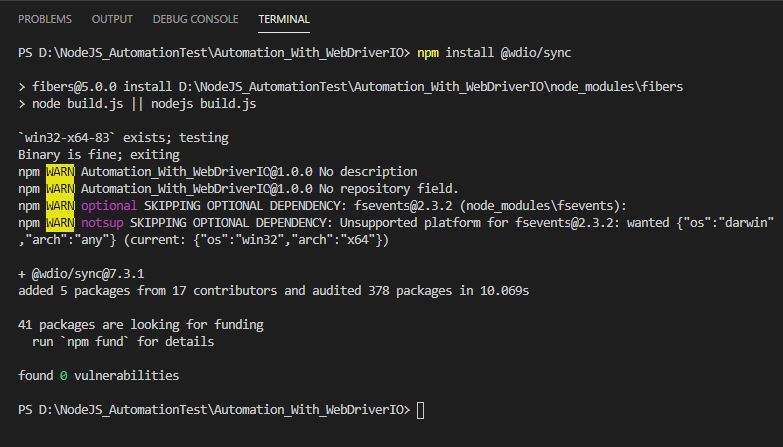 PROBLEMS OUTPUT DEBUG CONSOLE TERMINAL
PS D:\NodeJS_AutomationTest\Automation_With_WebDriverIO> npm install @wdio/sync
> fibers@5.0.0 install D:\NodeJS_AutomationTest\Automation_With_WebDriverIO\node_modules\fibers
> node build.js || nodejs build.js
`win32-x64-83` exists; testing
Binary is fine; exiting
npm WARN Automation_With_WebDriverIO@1.0.0 No description
npm WARN Automation_With_WebDriverIO@1.0.0 No repository field.
npm WARN optional SKIPPING OPTIONAL DEPENDENCY: fsevents@2.3.2 (node_modules\fsevents):
npm WARN notsup SKIPPING OPTIONAL DEPENDENCY: Unsupported platform for fsevents@2.3.2: wanted {"os":"darwin"
,"arch":"any"} (current: {"os":"win32","arch":"x64"})
+ @wdio/sync@7.3.1
added 5 packages from 17 contributors and audited 378 packages in 10.069s
41 packages are looking for funding
run `npm fund` for details
found 0 vulnerabilities
PS D:\NodeJS_AutomationTest\Automation_With_WebDriverIO>